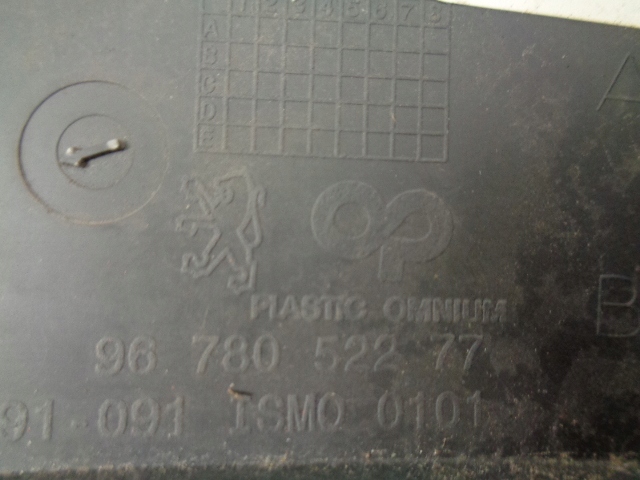 1 2 3 4 5 6 7 8
A
B
C
D
E
A
PLASTIC OMNIUM
B
96 780 522 77
91-091 ISMO 0101